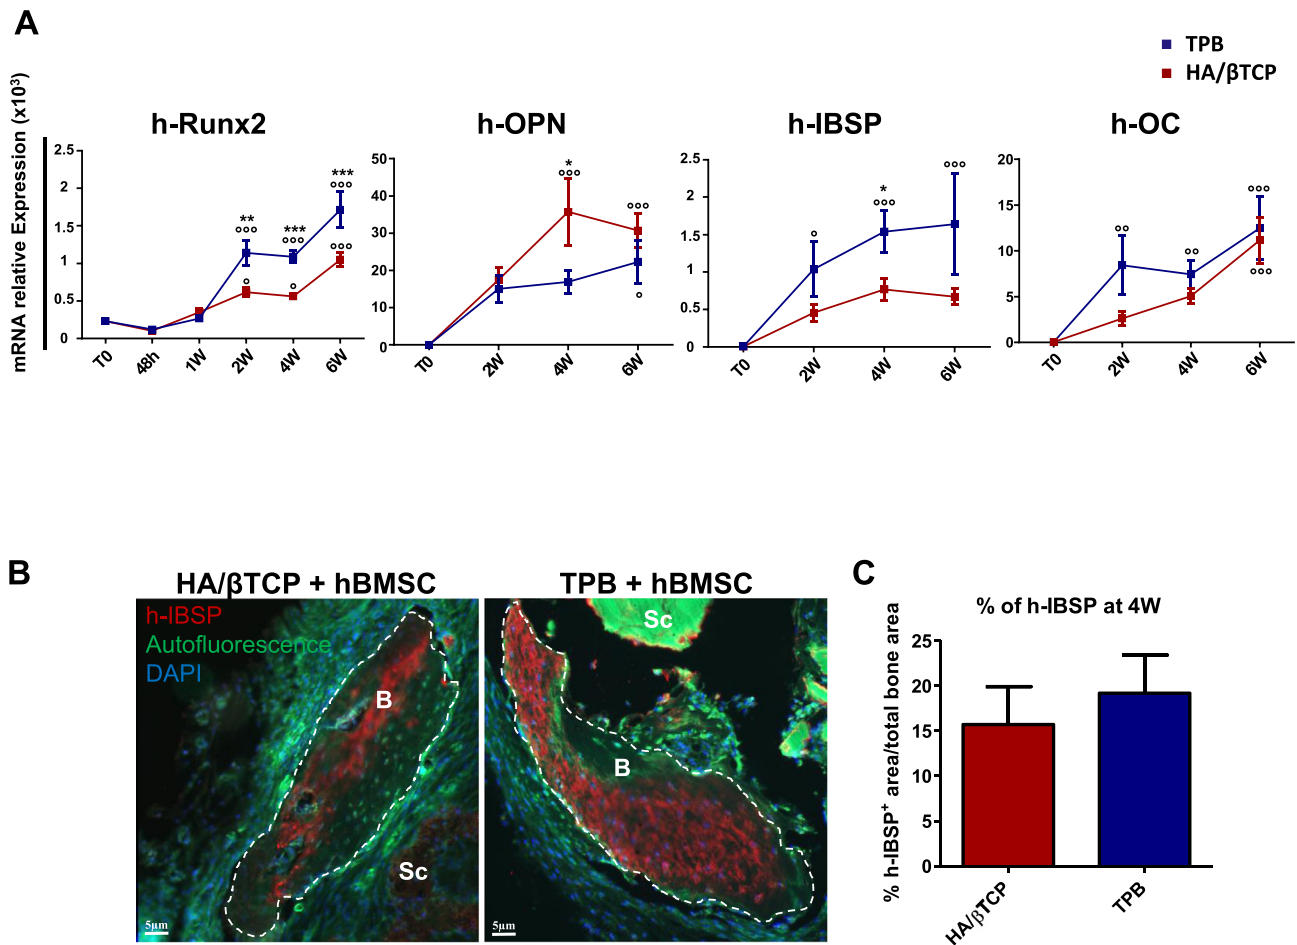 A
TPB
HA/βTCP
mRNA relative Expression (x10³)
h-Runx2
h-OPN
h-IBSP
h-OC
2.5
2
1.5
1
0.5
0
***
°°°
**
°°°
***
°°°
°°°
°
°
T0
48h
1W
2W
4W
6W
50
40
30
20
10
0
*
°°°
°°°
°
T0
2W
4W
6W
2.5
2
1.5
1
0.5
0
°°°
*
°°°
°
T0
2W
4W
6W
20
15
10
5
0
°°°
°°
°°
°°°
T0
2W
4W
6W
B
HA/βTCP + hBMSC
TPB + hBMSC
h-IBSP
Autofluorescence
DAPI
B
Sc
5µm
Sc
B
5µm
C
% of h-IBSP at 4W
% h-IBSP⁺ area/total bone area
25
20
15
10
5
0
HA/βTCP
TPB